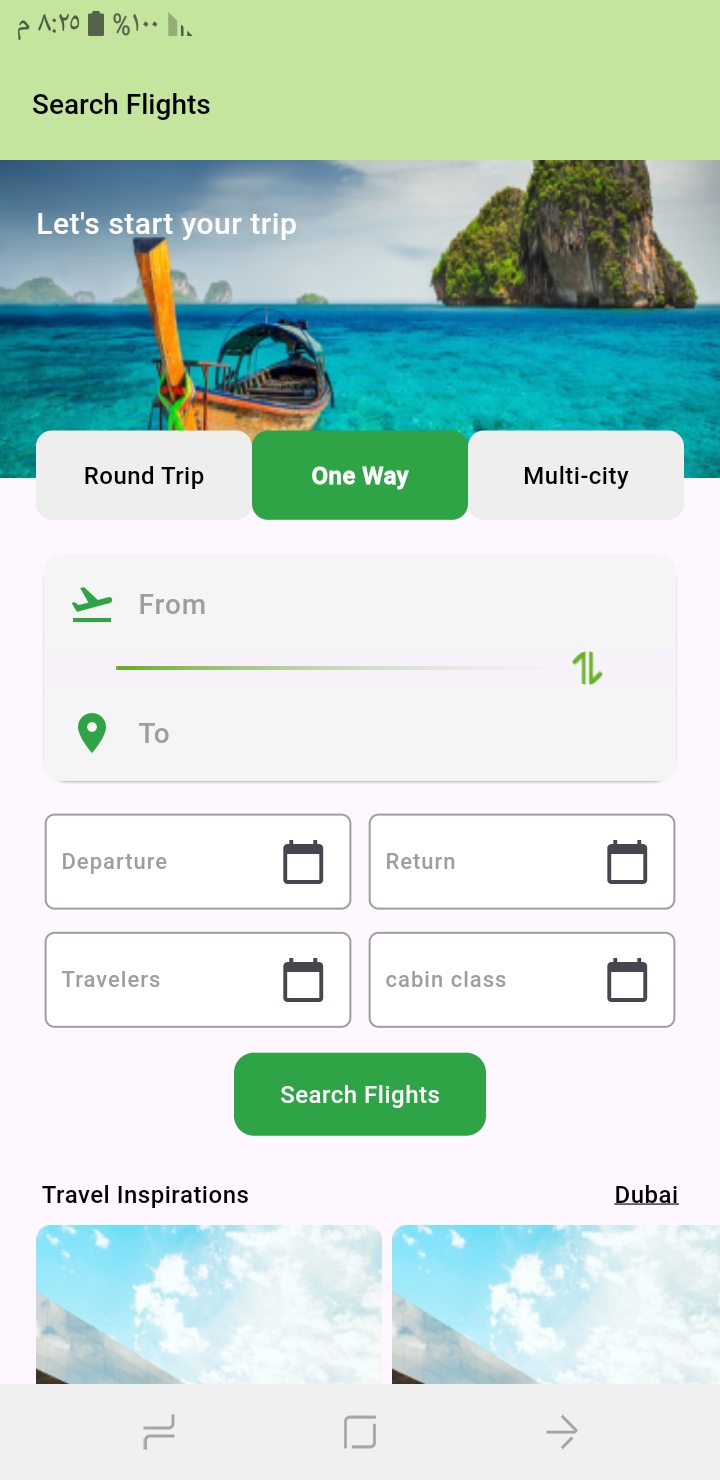 م ٨:٢٥ %١٠٠
Search Flights
Let's start your trip
Round Trip One Way Multi-city
From
To
Departure Return
Travelers cabin class
Search Flights
Travel Inspirations Dubai